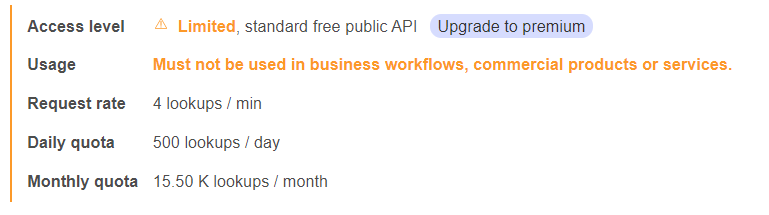 Access level ⚠ Limited, standard free public API Upgrade to premium
Usage Must not be used in business workflows, commercial products or services.
Request rate 4 lookups / min
Daily quota 500 lookups / day
Monthly quota 15.50 K lookups / month